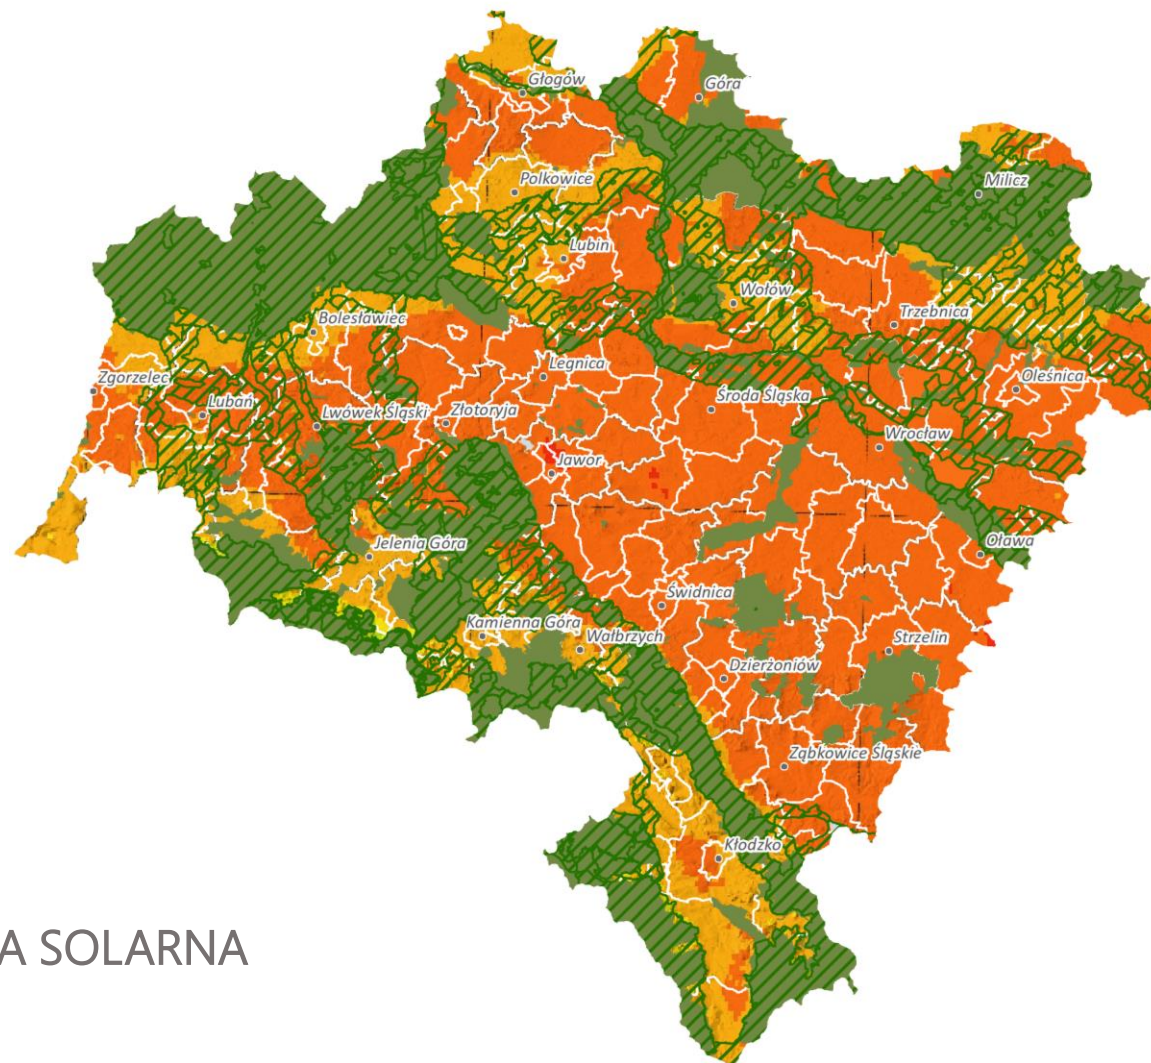 Głogów
Góra
Polkowice
Milicz
Lubin
Wołów
Bolesławiec
Trzebnica
Legnica
Zgorzelec
Oleśnica
Lubań
Lwówek Śląski
Złotoryja
Środa Śląska
Wrocław
Jawor
Jelenia Góra
Oława
Świdnica
Kamienna Góra
Wałbrzych
Strzelin
Dzierżoniów
Ząbkowice Śląskie
Kłodzko
A SOLARNA